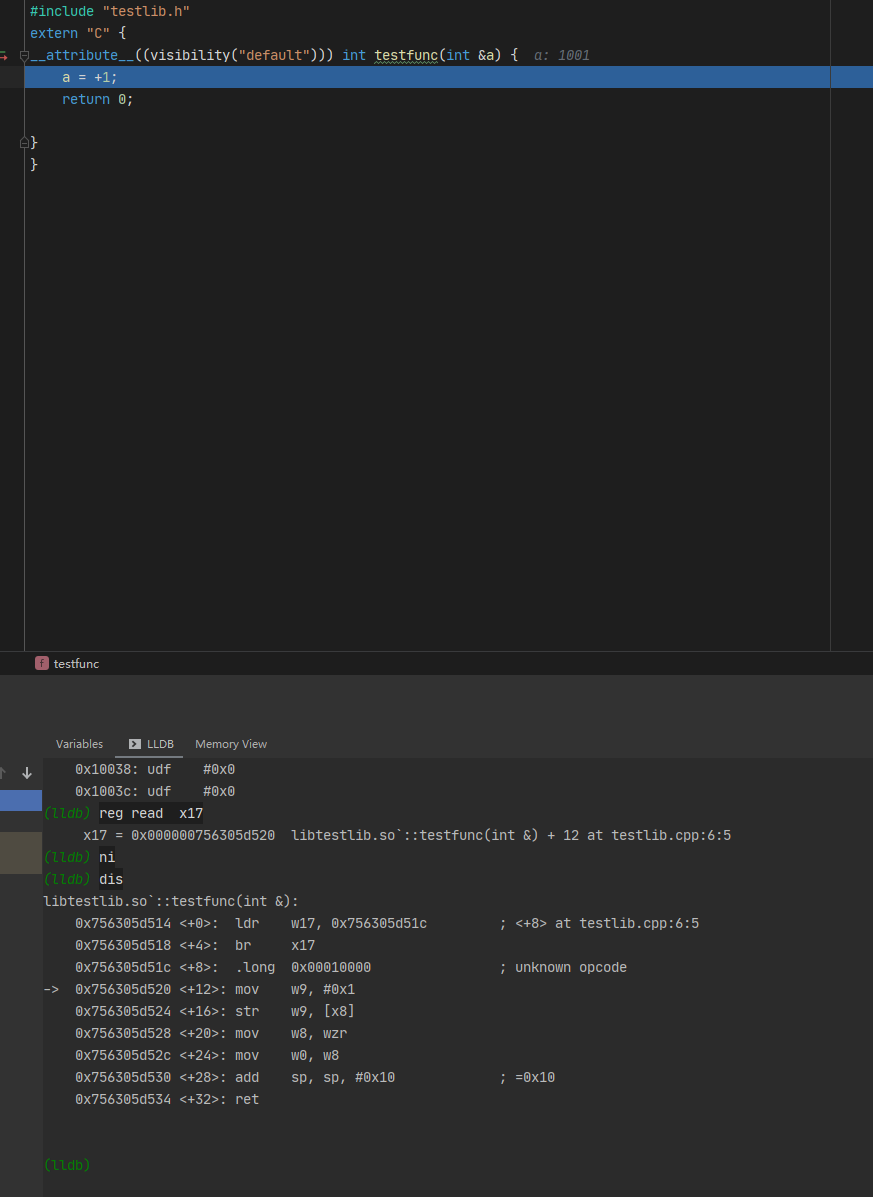 #include "testlib.h"
extern "C" {
__attribute__((visibility("default"))) int testfunc(int &a) {  a: 1001
    a = +1;
    return 0;
}
}
f testfunc
Variables LLDB Memory View
    0x10038: udf    #0x0
    0x1003c: udf    #0x0
(lldb) reg read  x17
     x17 = 0x000000756305d520  libtestlib.so`::testfunc(int &) + 12 at testlib.cpp:6:5
(lldb) ni
(lldb) dis
libtestlib.so`::testfunc(int &):
    0x756305d514 <+0>:  ldr    w17, 0x756305d51c         ; <+8> at testlib.cpp:6:5
    0x756305d518 <+4>:  br     x17
    0x756305d51c <+8>:  .long  0x00010000                ; unknown opcode
->  0x756305d520 <+12>: mov    w9, #0x1
    0x756305d524 <+16>: str    w9, [x8]
    0x756305d528 <+20>: mov    w8, wzr
    0x756305d52c <+24>: mov    w0, w8
    0x756305d530 <+28>: add    sp, sp, #0x10             ; =0x10
    0x756305d534 <+32>: ret
(lldb)